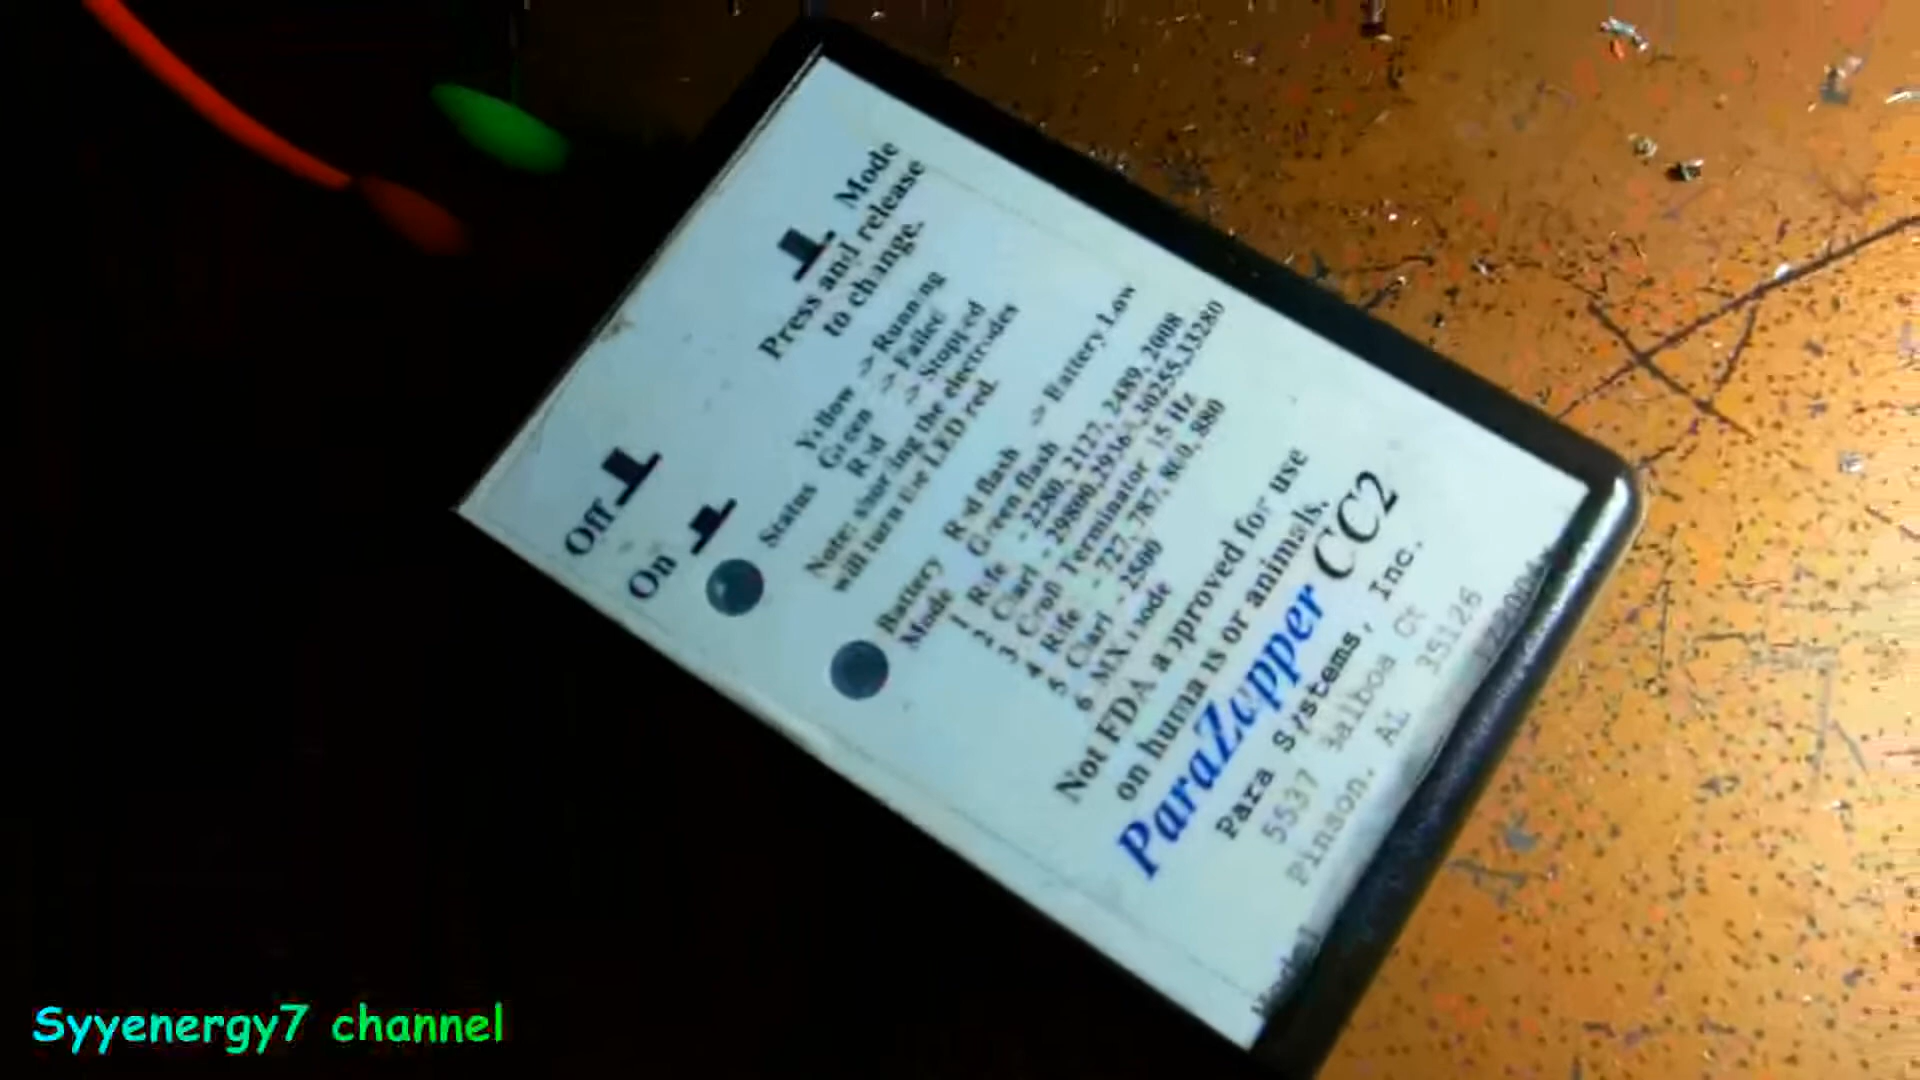 Off
On
Mode
Press and release
to change.
Status Yellow -> Running
Green -> Failed
Red -> Stopped
Note: shorting the electrodes
will turn the LED red.
Battery Red flash -> Battery Low
Mode Green flash
1 Rife - 2280, 2127, 2489, 2008
2 Clark - 29800,29360,30255,33280
3 Croft Terminator 15 Hz
4 Rife - 727, 787, 800, 880
5 Clark - 2500
6 MX mode
Not FDA approved for use
on humans or animals.
ParaZapper CC2
Para Systems, Inc.
5537 Balboa Ct
Pinson, AL 35126
Syyenergy7 channel